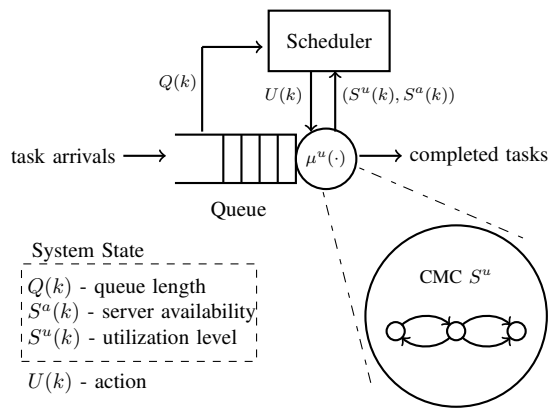 Scheduler
Q(k)
U(k)
(S^u(k), S^a(k))
task arrivals
μ^u(·)
completed tasks
Queue
System State
Q(k) - queue length
S^a(k) - server availability
S^u(k) - utilization level
U(k) - action
CMC S^u